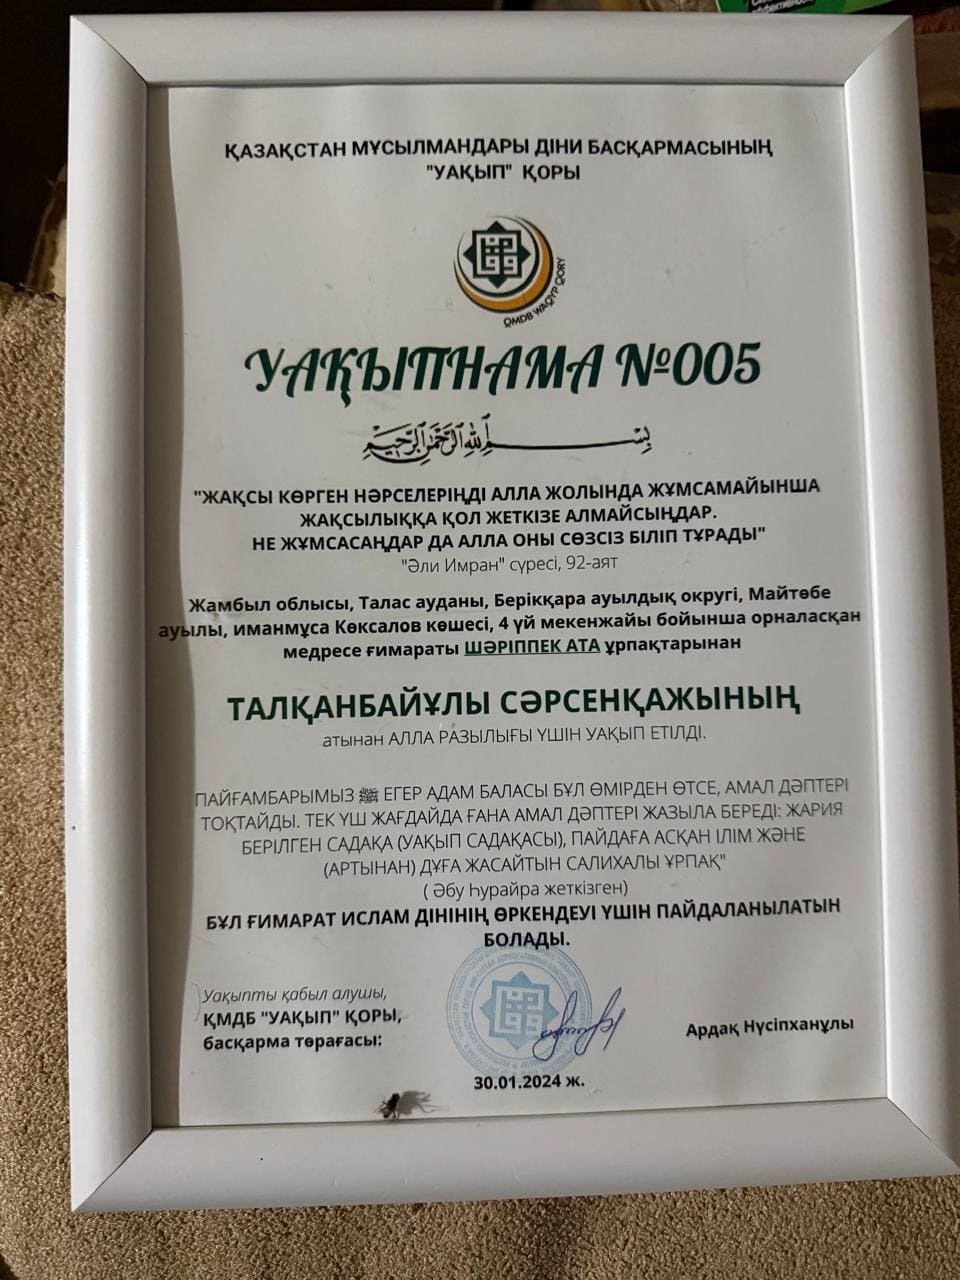 ҚАЗАҚСТАН МҰСЫЛМАНДАРЫ ДІНИ БАСҚАРМАСЫНЫҢ
"УАҚЫП" ҚОРЫ
QMDB WAQYP QORY
УАҚЫПНАМА №005
بِسْمِ اللهِ الرَّحْمٰنِ الرَّحِيْمِ
"ЖАҚСЫ КӨРГЕН НӘРСЕЛЕРІҢДІ АЛЛА ЖОЛЫНДА ЖҰМСАМАЙЫНША
ЖАҚСЫЛЫҚҚА ҚОЛ ЖЕТКІЗЕ АЛМАЙСЫҢДАР.
НЕ ЖҰМСАСАҢДАР ДА АЛЛА ОНЫ СӨЗСІЗ БІЛІП ТҰРАДЫ"
"Әли Имран" сүресі, 92-аят
Жамбыл облысы, Талас ауданы, Беріққара ауылдық округі, Майтөбе
ауылы, иманмұса Көксалов көшесі, 4 үй мекенжайы бойынша орналасқан
медресе ғимараты ШӘРІППЕК АТА ұрпақтарынан
ТАЛҚАНБАЙҰЛЫ СӘРСЕНҚАЖЫНЫҢ
атынан АЛЛА РАЗЫЛЫҒЫ ҮШІН УАҚЫП ЕТІЛДІ.
ПАЙҒАМБАРЫМЫЗ ﷺ ЕГЕР АДАМ БАЛАСЫ БҰЛ ӨМІРДЕН ӨТСЕ, АМАЛ ДӘПТЕРІ
ТОҚТАЙДЫ. ТЕК ҮШ ЖАҒДАЙДА ҒАНА АМАЛ ДӘПТЕРІ ЖАЗЫЛА БЕРЕДІ: ЖАРИЯ
БЕРІЛГЕН САДАҚА (УАҚЫП САДАҚАСЫ), ПАЙДАҒА АСҚАН ІЛІМ ЖӘНЕ
(АРТЫНАН) ДҰҒА ЖАСАЙТЫН САЛИХАЛЫ ҰРПАҚ"
( Әбу Һурайра жеткізген)
БҰЛ ҒИМАРАТ ИСЛАМ ДІНІНІҢ ӨРКЕНДЕУІ ҮШІН ПАЙДАЛАНЫЛАТЫН
БОЛАДЫ.
Уақыпты қабыл алушы,
ҚМДБ "УАҚЫП" ҚОРЫ,
басқарма төрағасы:
Ардақ Нүсіпханұлы
30.01.2024 ж.